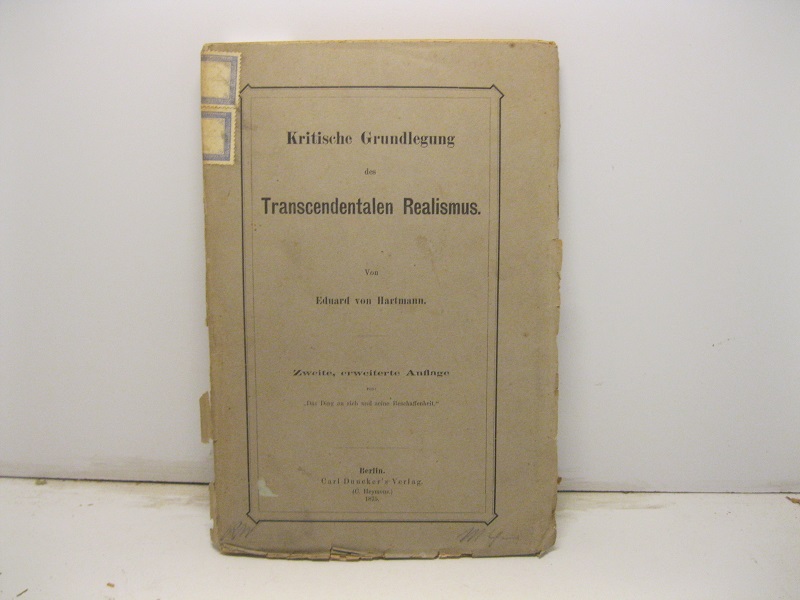 Kritische Grundlegung
des
Transcendentalen Realismus.
Von
Eduard von Hartmann.
Zweite, erweiterte Auflage
von
„Das Ding an sich und seine Beschaffenheit."
Berlin.
Carl Duncker's Verlag.
(C. Heymons.)
1875.